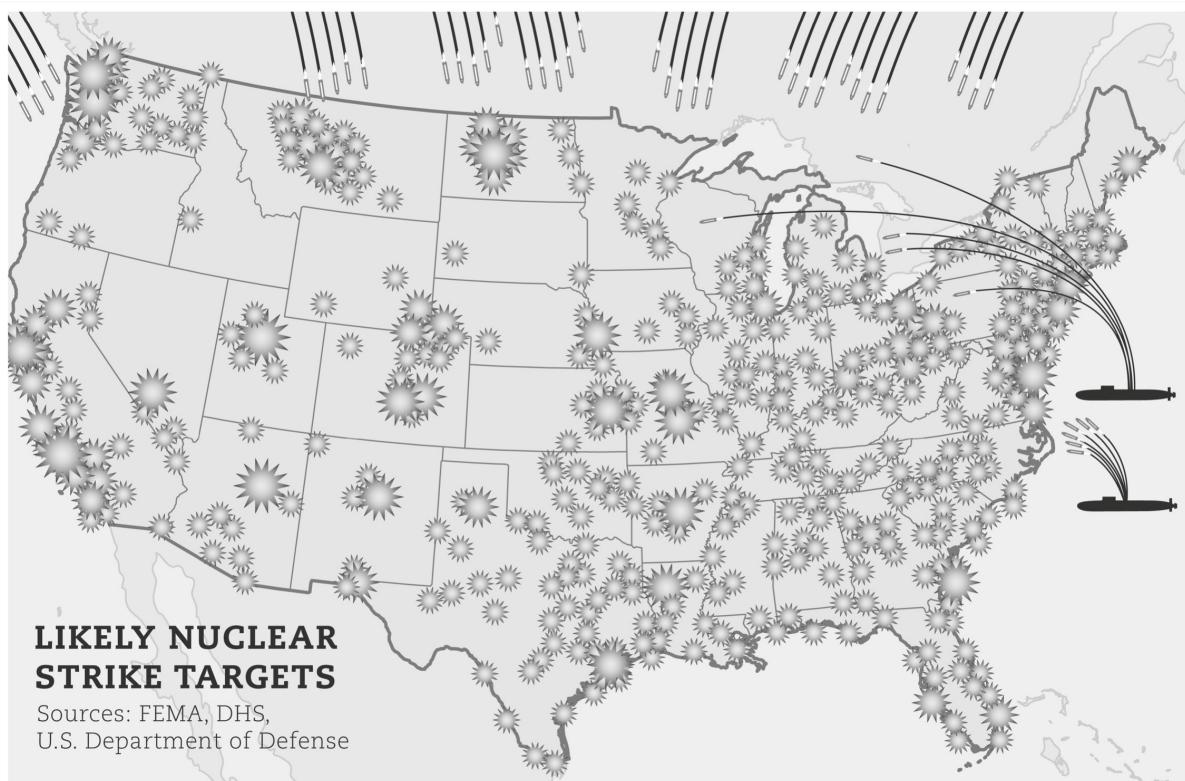 LIKELY NUCLEAR
STRIKE TARGETS
Sources: FEMA, DHS,
U.S. Department of Defense